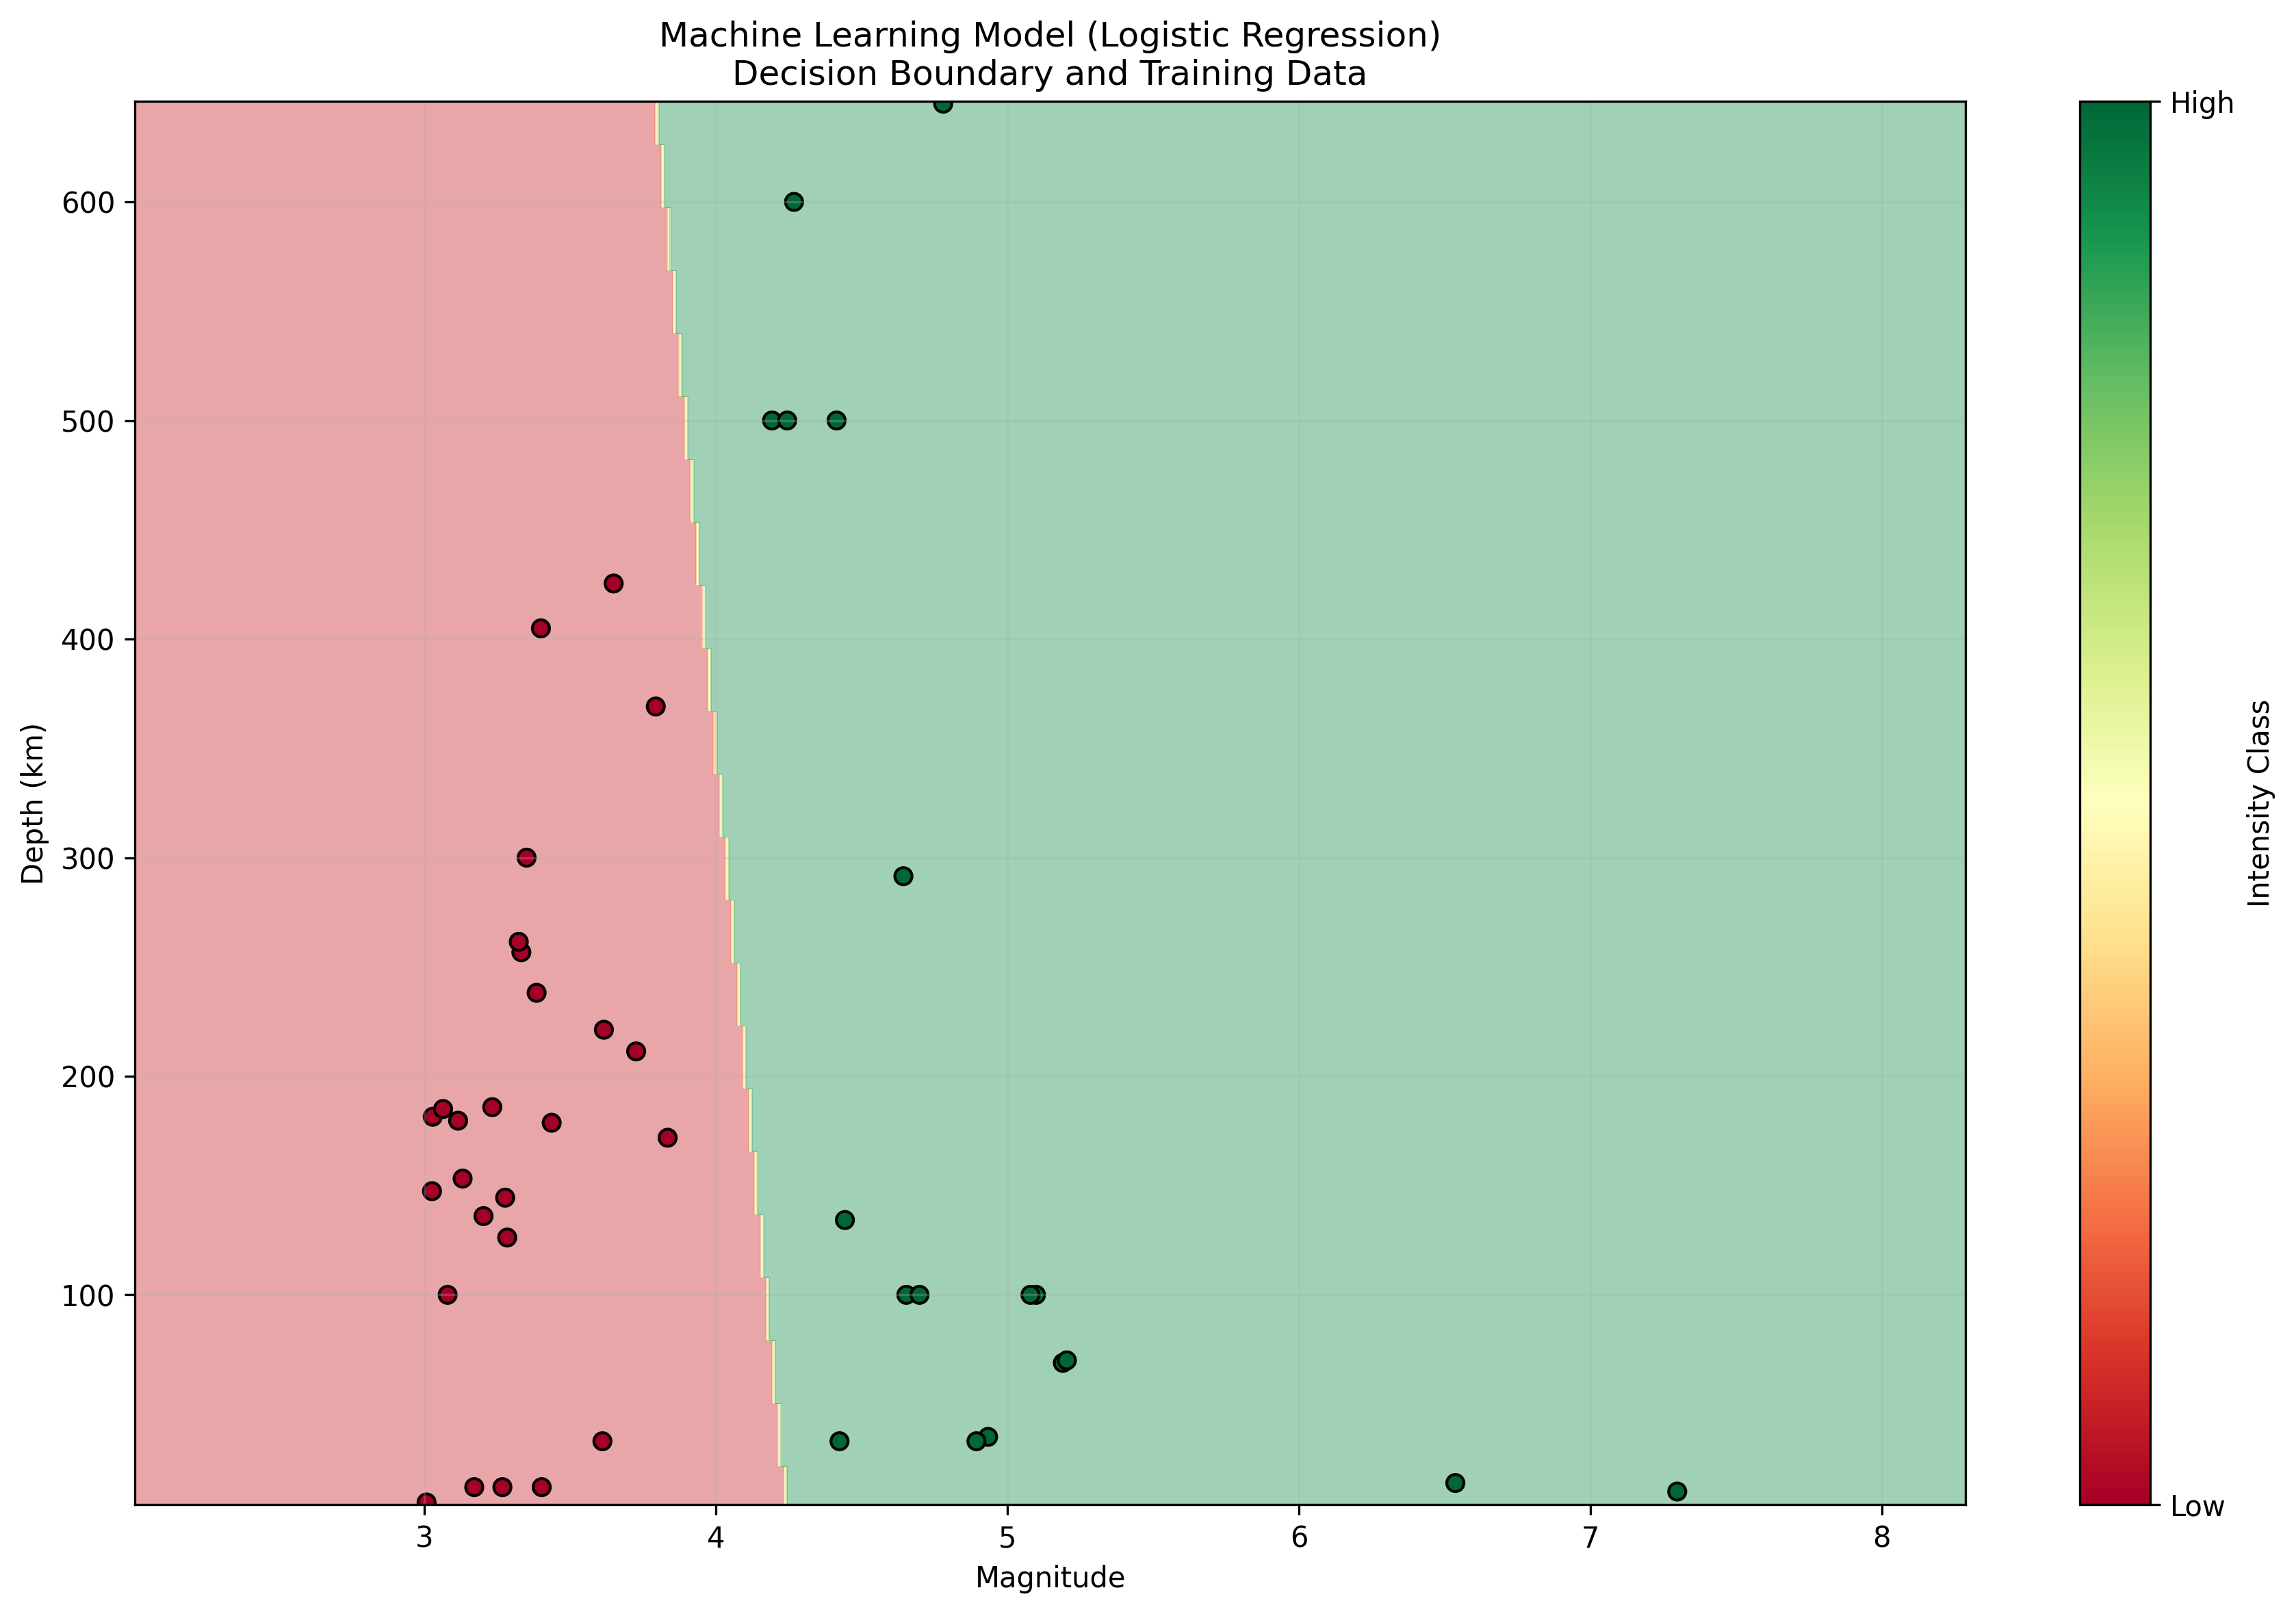 Machine Learning Model (Logistic Regression)
Decision Boundary and Training Data
High
600
500
400
300
200
100
Depth (km)
Intensity Class
Low
3 4 5 6 7 8
Magnitude